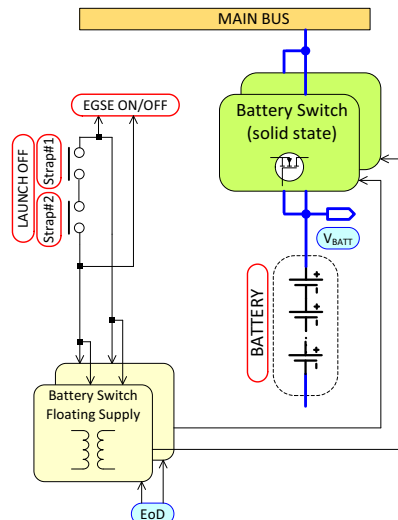 MAIN BUS
EGSE ON/OFF
Battery Switch
(solid state)
LAUNCH OFF
Strap#1
Strap#2
V_BATT
BATTERY
Battery Switch
Floating Supply
EoD